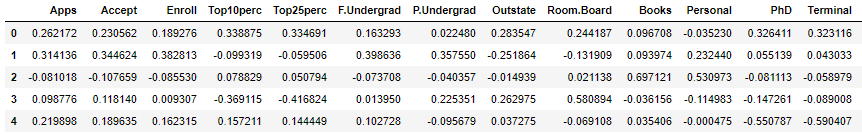 Apps Accept Enroll Top10perc Top25perc F.Undergrad P.Undergrad Outstate Room.Board Books Personal PhD Terminal
0 0.262172 0.230562 0.189276 0.338875 0.334691 0.163293 0.022480 0.283547 0.244187 0.096708 -0.035230 0.326411 0.323116
1 0.314136 0.344624 0.382813 -0.099319 -0.059506 0.398636 0.357550 -0.251864 -0.131909 0.093974 0.232440 0.055139 0.043033
2 -0.081018 -0.107659 -0.085530 0.078829 0.050794 -0.073708 -0.040357 -0.014939 0.021138 0.697121 0.530973 -0.081113 -0.058979
3 0.098776 0.118140 0.009307 -0.369115 -0.416824 0.013950 0.225351 0.262975 0.580894 -0.036156 -0.114983 -0.147261 -0.089008
4 0.219898 0.189635 0.162315 0.157211 0.144449 0.102728 -0.095679 0.037275 -0.069108 0.035406 -0.000475 -0.550787 -0.590407